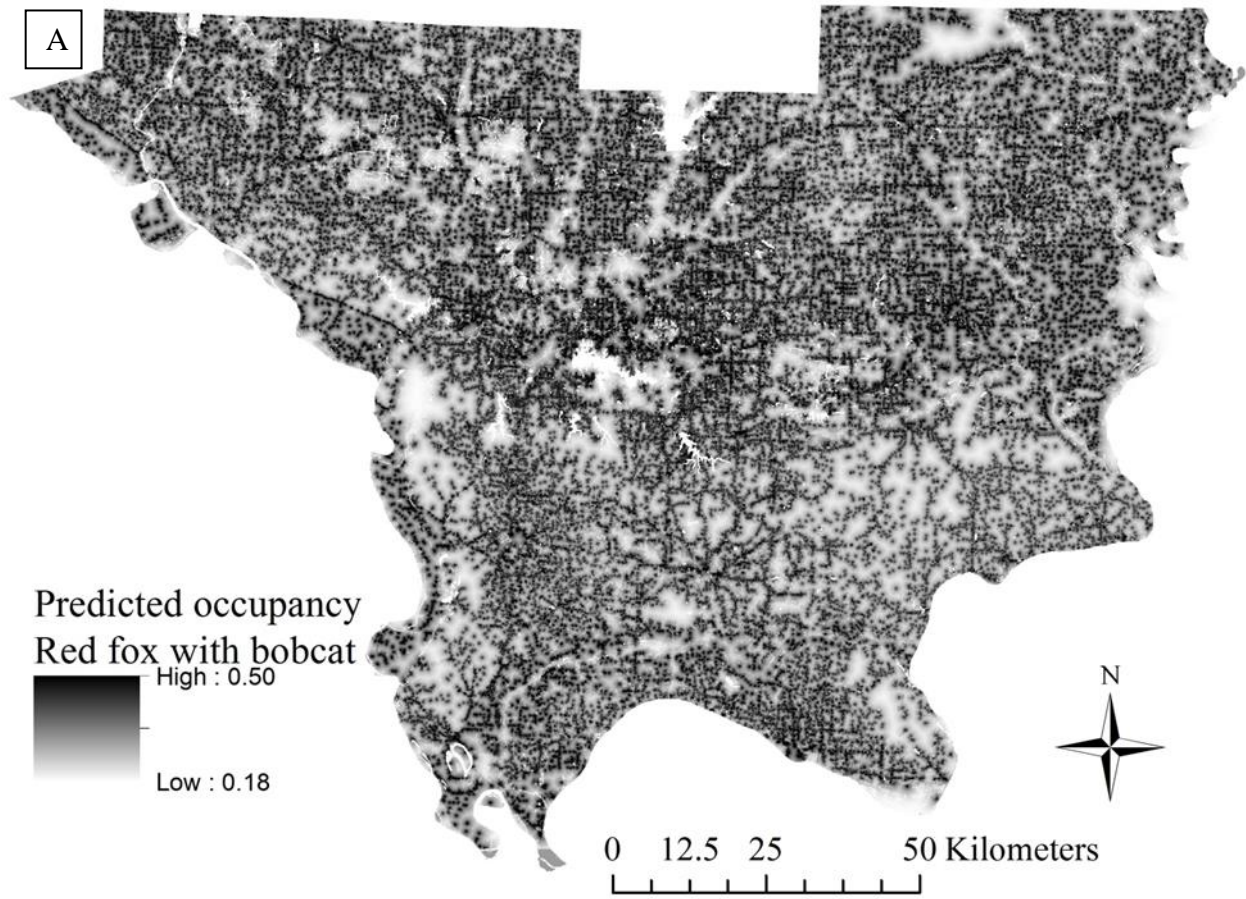 A
Predicted occupancy
Red fox with bobcat
High : 0.50
Low : 0.18
N
0 12.5 25 50 Kilometers